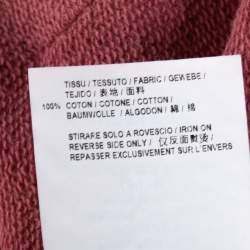 TISSU / TESSUTO / FABRIC / GEWEBE /
TEJIDO / 表地 / 面料
100% COTON / COTONE / COTTON /
BAUMWOLLE / ALGODON / 綿 / 棉
STIRARE SOLO A ROVESCIO / IRON ON
REVERSE SIDE ONLY / 仅反面熨烫 /
REPASSER EXCLUSIVEMENT SUR L'ENVERS /